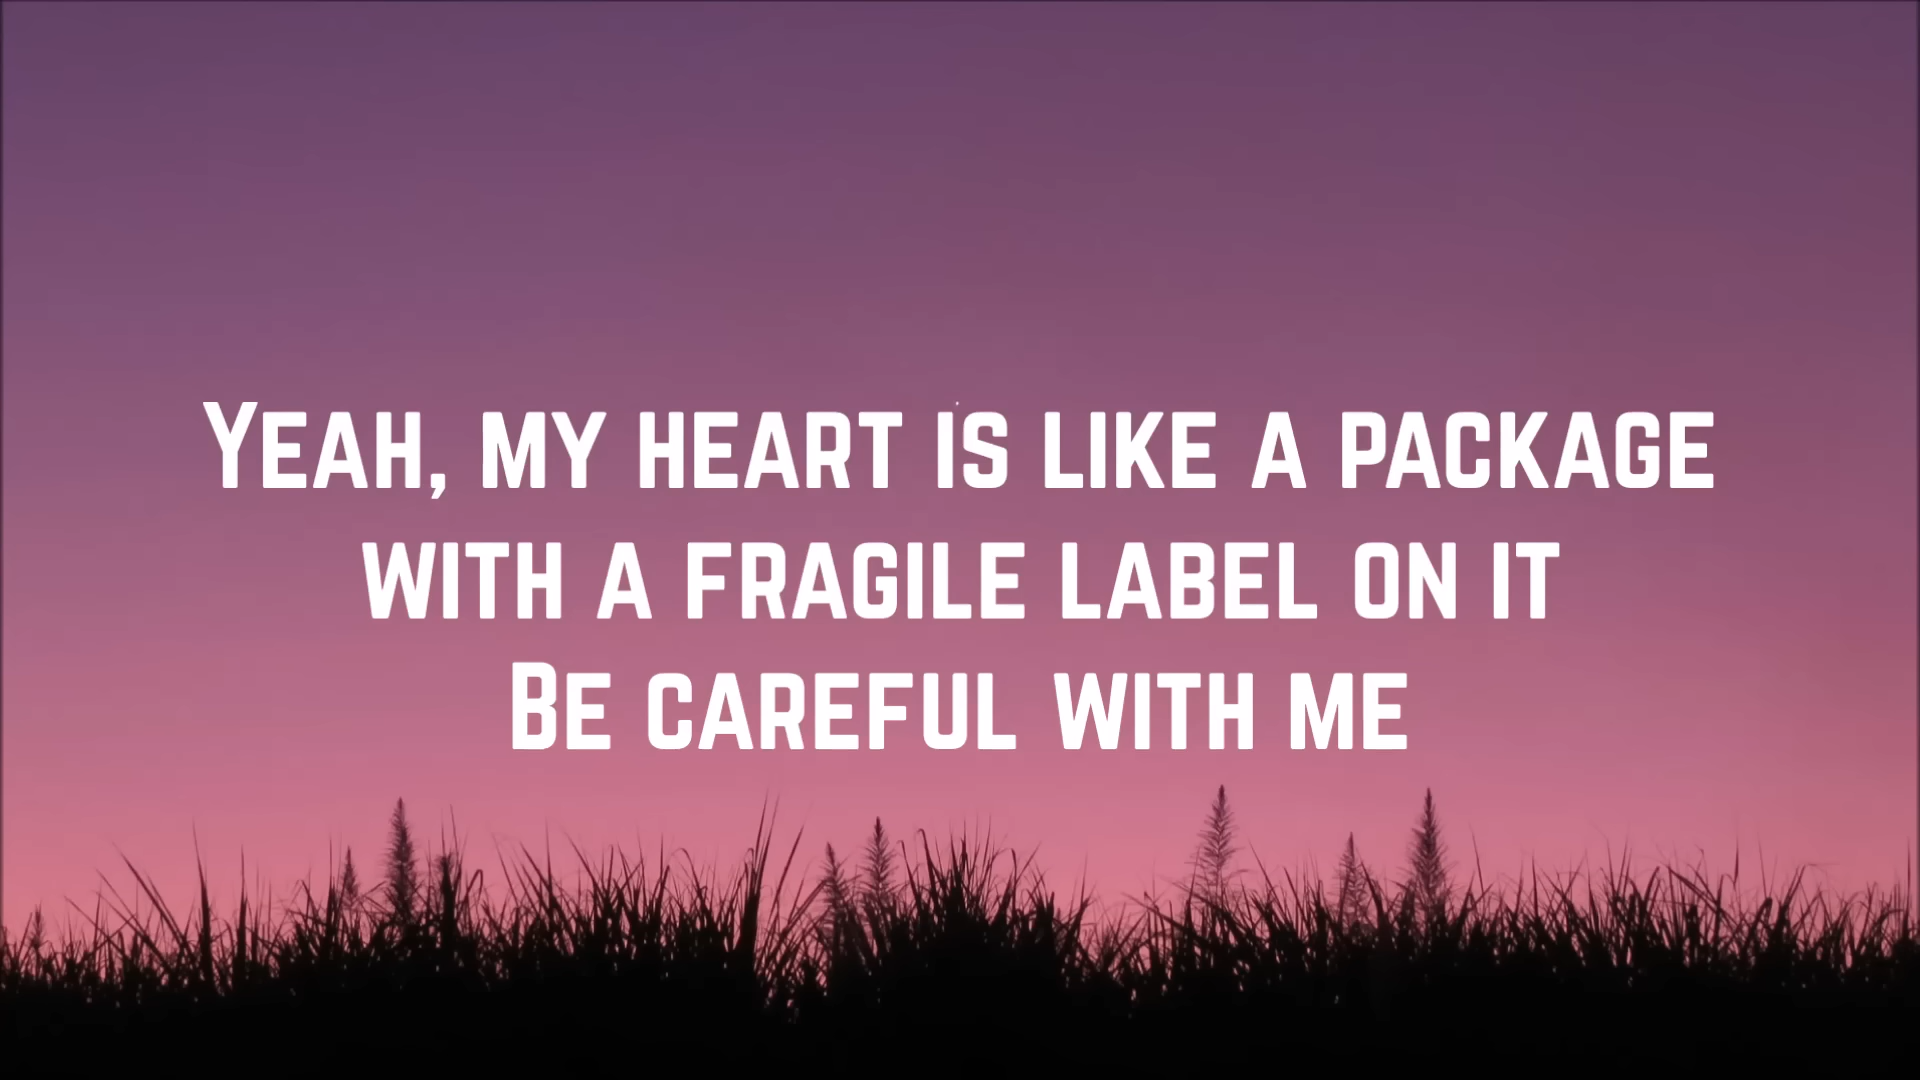 Yeah, my heart is like a package
with a fragile label on it
Be careful with me